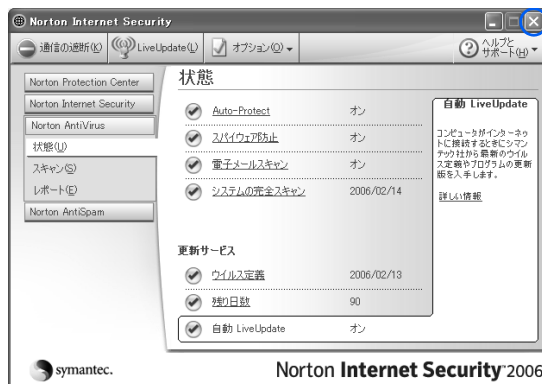 Norton Internet Security
通信の遮断(K)
LiveUpdate(L)
オプション(O)
ヘルプと
サポート(H)
Norton Protection Center
Norton Internet Security
Norton AntiVirus
状態(U)
スキャン(S)
レポート(E)
Norton AntiSpam
状態
Auto-Protect オン
スパイウェア防止 オン
電子メールスキャン オン
システムの完全スキャン 2006/02/14
更新サービス
ウイルス定義 2006/02/13
残り日数 90
自動 LiveUpdate オン
自動 LiveUpdate
コンピュータがインターネッ
トに接続するときにシマン
テック社から最新のウイル
ス定義やプログラムの更新
版を入手します。
詳しい情報
symantec.
Norton Internet Security 2006